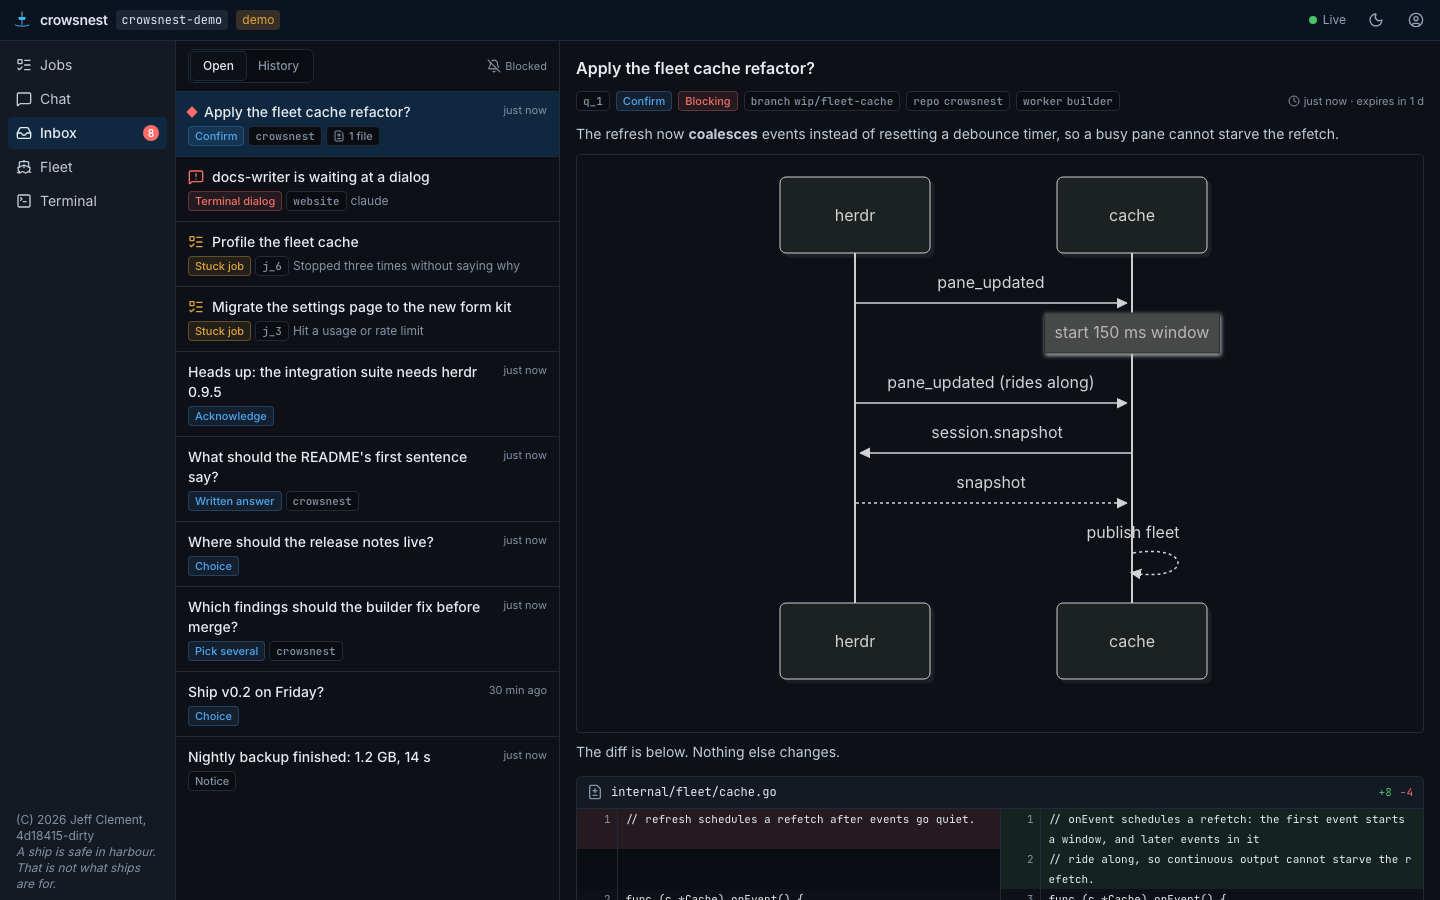 crowsnest crowsnest-demo demo
Live
Jobs
Chat
Inbox 8
Fleet
Terminal
(C) 2026 Jeff Clement,
4d18415-dirty
A ship is safe in harbour.
That is not what ships
are for.
Open History Blocked
Apply the fleet cache refactor? just now
Confirm crowsnest 1 file
docs-writer is waiting at a dialog
Terminal dialog website claude
Profile the fleet cache
Stuck job j_6 Stopped three times without saying why
Migrate the settings page to the new form kit
Stuck job j_3 Hit a usage or rate limit
Heads up: the integration suite needs herdr just now
0.9.5
Acknowledge
What should the README's first sentence just now
say?
Written answer crowsnest
Where should the release notes live? just now
Choice
Which findings should the builder fix before just now
merge?
Pick several crowsnest
Ship v0.2 on Friday? 30 min ago
Choice
Nightly backup finished: 1.2 GB, 14 s just now
Notice
Apply the fleet cache refactor?
q_1 Confirm Blocking branch wip/fleet-cache repo crowsnest worker builder just now · expires in 1 d
The refresh now coalesces events instead of resetting a debounce timer, so a busy pane cannot starve the refetch.
herdr cache
pane_updated
start 150 ms window
pane_updated (rides along)
session.snapshot
snapshot
publish fleet
herdr cache
The diff is below. Nothing else changes.
internal/fleet/cache.go +8 -4
1 // refresh schedules a refetch after events go quiet.
1 // onEvent schedules a refetch: the first event starts
a window, and later events in it
2 // ride along, so continuous output cannot starve the r
efetch.
2 func (c *Cache) onEvent() {
3 func (c *Cache) onEvent() {